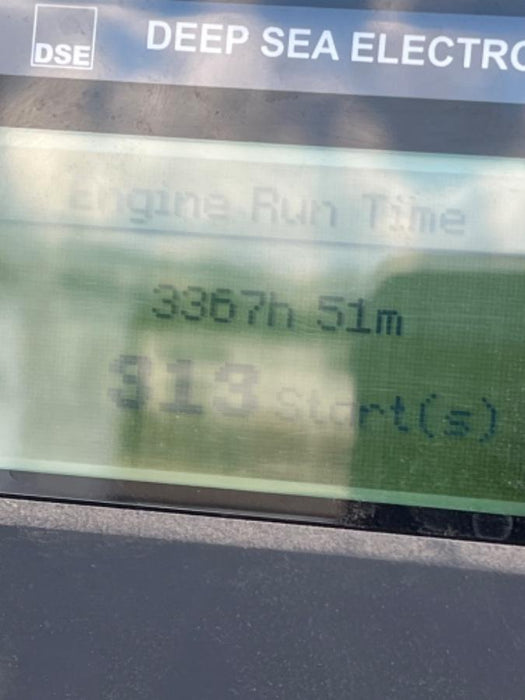 DSE
DEEP SEA ELECTRO
Engine Run Time
3367h 51m
313 Start(s)